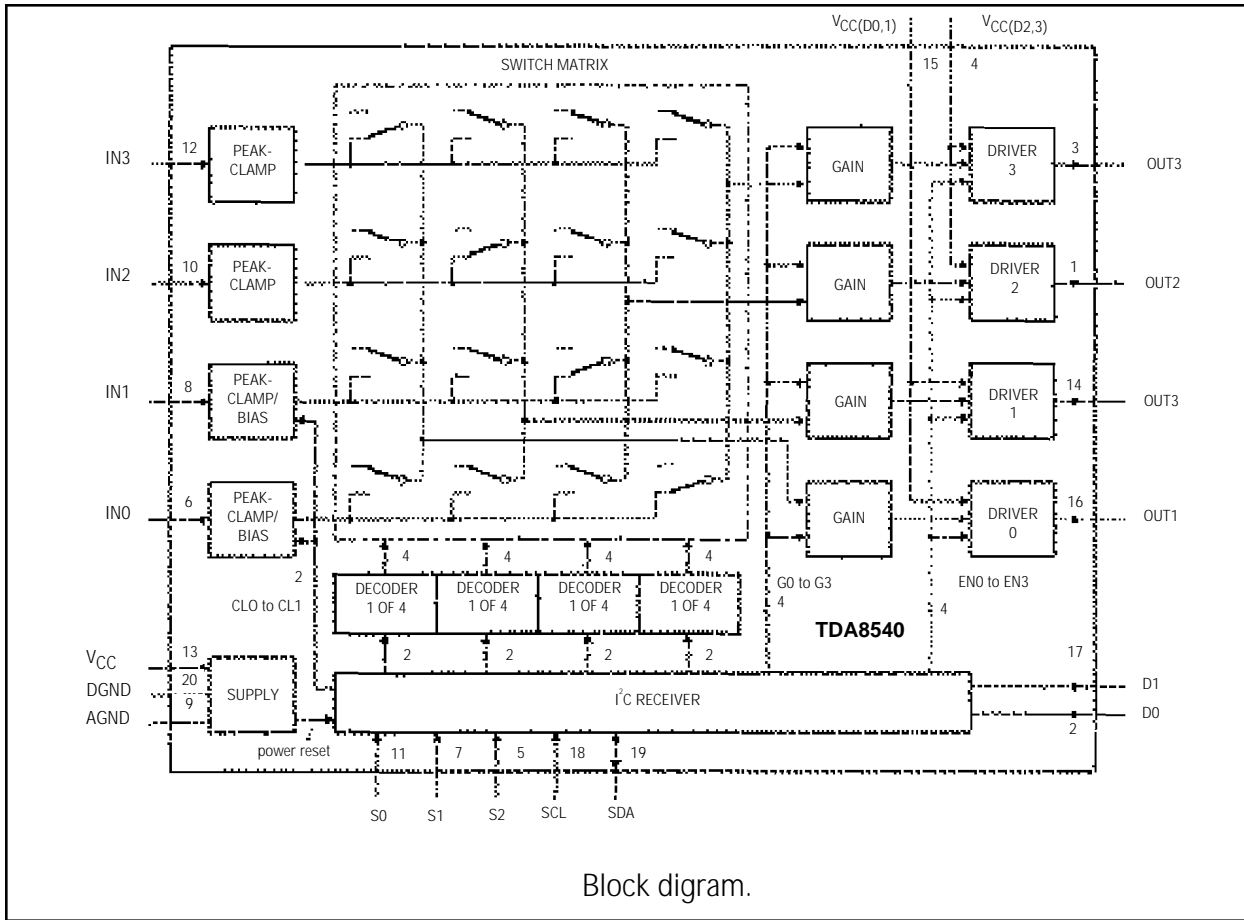 VCC(D0,1)
VCC(D2,3)
SWITCH MATRIX
15
4
IN3
12
PEAK-
CLAMP
GAIN
DRIVER
3
3
OUT3
IN2
10
PEAK-
CLAMP
GAIN
DRIVER
2
1
OUT2
IN1
8
PEAK-
CLAMP/
BIAS
GAIN
DRIVER
1
14
OUT3
IN0
6
PEAK-
CLAMP/
BIAS
GAIN
DRIVER
0
16
OUT1
2
4
4
4
4
CLO to CL1
DECODER
1 OF 4
DECODER
1 OF 4
DECODER
1 OF 4
DECODER
1 OF 4
G0 to G3
4
EN0 to EN3
4
TDA8540
2
2
2
2
VCC
13
DGND
20
AGND
9
SUPPLY
power reset
I²C RECEIVER
17
D1
D0
2
11
7
5
18
19
S0
S1
S2
SCL
SDA
Block digram.